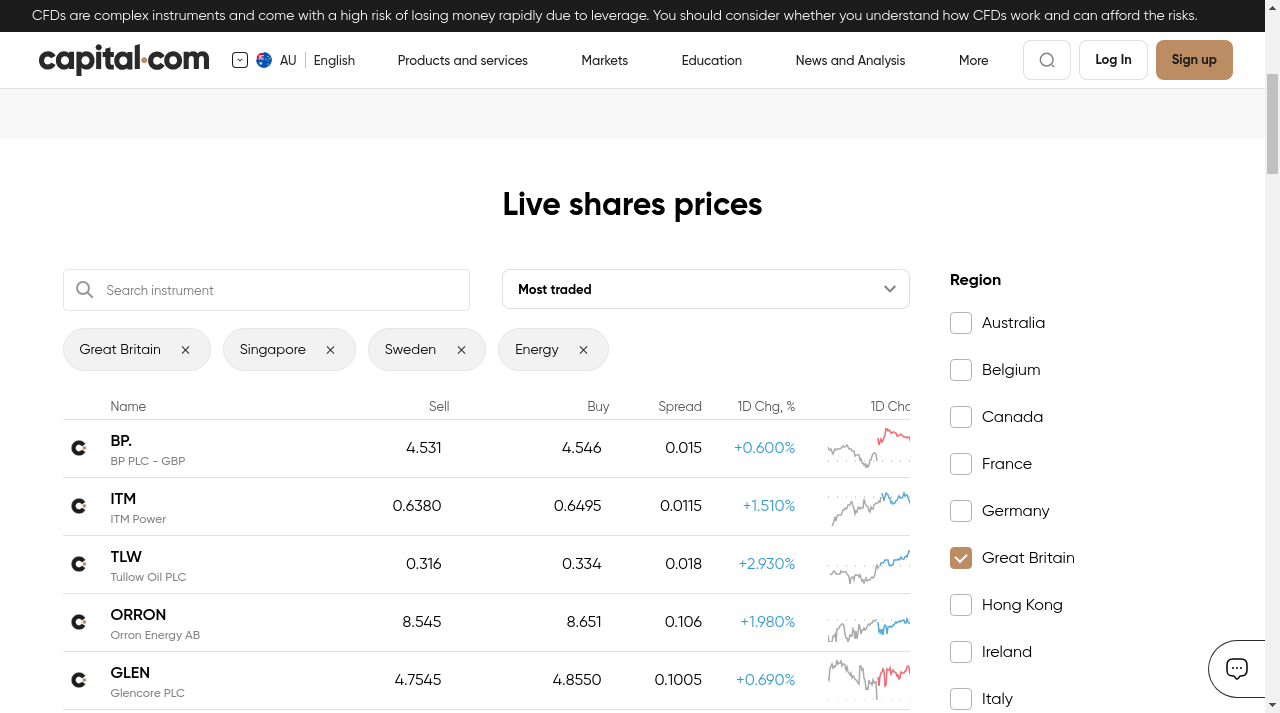 CFDs are complex instruments and come with a high risk of losing money rapidly due to leverage. You should consider whether you understand how CFDs work and can afford the risks.
capital.com AU English Products and services Markets Education News and Analysis More Log In Sign up
Live shares prices
Search instrument
Most traded
Great Britain × Singapore × Sweden × Energy ×
Name Sell Buy Spread 1D Chg, %
BP.
BP PLC - GBP
4.531 4.546 0.015 +0.600%
ITM
ITM Power
0.6380 0.6495 0.0115 +1.510%
TLW
Tullow Oil PLC
0.316 0.334 0.018 +2.930%
ORRON
Orron Energy AB
8.545 8.651 0.106 +1.980%
GLEN
Glencore PLC
4.7545 4.8550 0.1005 +0.690%
Region
Australia
Belgium
Canada
France
Germany
Great Britain
Hong Kong
Ireland
Italy